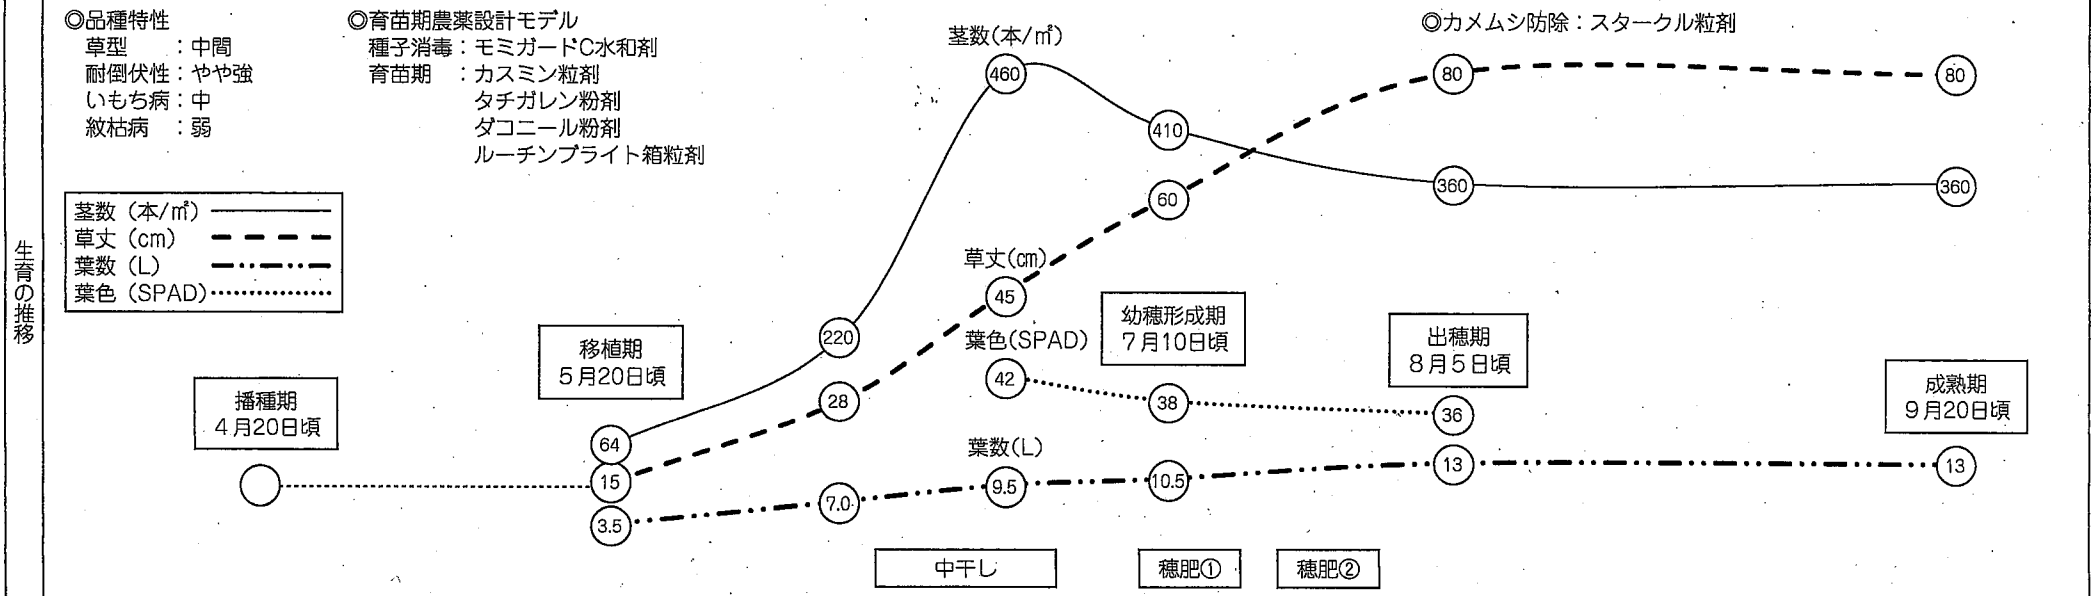 生育の推移
◎品種特性
草型　　：中間
耐倒伏性：やや強
いもち病：中
紋枯病　：弱
◎育苗期農薬設計モデル
種子消毒：モミガードC水和剤
育苗期　：カスミン粒剤
タチガレン粉剤
ダコニール粉剤
ルーチンブライト箱粒剤
◎カメムシ防除：スタークル粒剤
茎数（本/㎡）
草丈（cm）
葉数（L）
葉色（SPAD）
茎数(本/㎡)
460
410
360
360
220
64
草丈(cm)
80
80
60
45
28
15
葉色(SPAD)
42
38
36
葉数(L)
3.5
7.0
9.5
10.5
13
13
播種期
4月20日頃
移植期
5月20日頃
幼穂形成期
7月10日頃
出穂期
8月5日頃
成熟期
9月20日頃
中干し
穂肥①
穂肥②